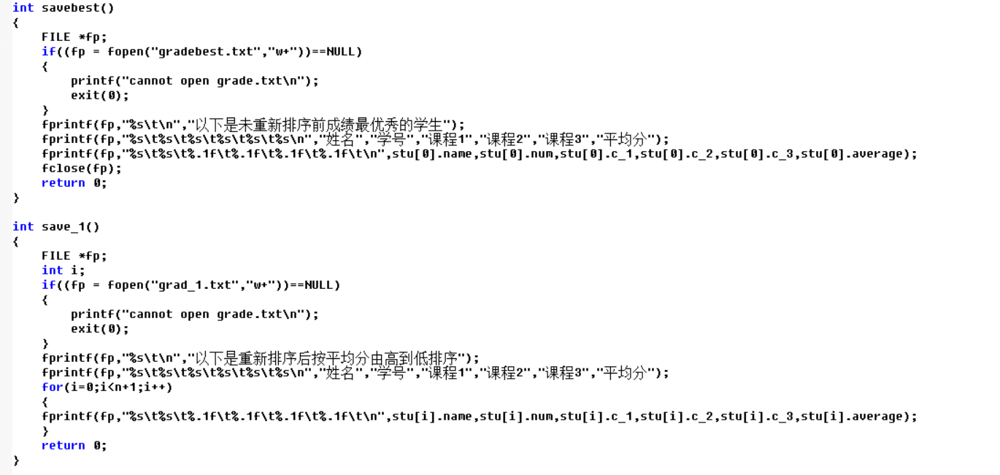 int savebest()
{
    FILE *fp;
    if((fp = fopen("gradebest.txt","w+"))==NULL)
    {
        printf("cannot open grade.txt\n");
        exit(0);
    }
    fprintf(fp,"%s\t\n","以下是未重新排序前成绩最优秀的学生");
    fprintf(fp,"%s\t%s\t%s\t%s\t%s\t%s\n","姓名","学号","课程1","课程2","课程3","平均分");
    fprintf(fp,"%s\t%s\t%.1f\t%.1f\t%.1f\t%.1f\t\n",stu[0].name,stu[0].num,stu[0].c_1,stu[0].c_2,stu[0].c_3,stu[0].average);
    fclose(fp);
    return 0;
}

int save_1()
{
    FILE *fp;
    int i;
    if((fp = fopen("grad_1.txt","w+"))==NULL)
    {
        printf("cannot open grade.txt\n");
        exit(0);
    }
    fprintf(fp,"%s\t\n","以下是重新排序后按平均分由高到低排序");
    fprintf(fp,"%s\t%s\t%s\t%s\t%s\t%s\n","姓名","学号","课程1","课程2","课程3","平均分");
    for(i=0;i<n+1;i++)
    {
    fprintf(fp,"%s\t%s\t%.1f\t%.1f\t%.1f\t%.1f\t\n",stu[i].name,stu[i].num,stu[i].c_1,stu[i].c_2,stu[i].c_3,stu[i].average);
    }
    return 0;
}